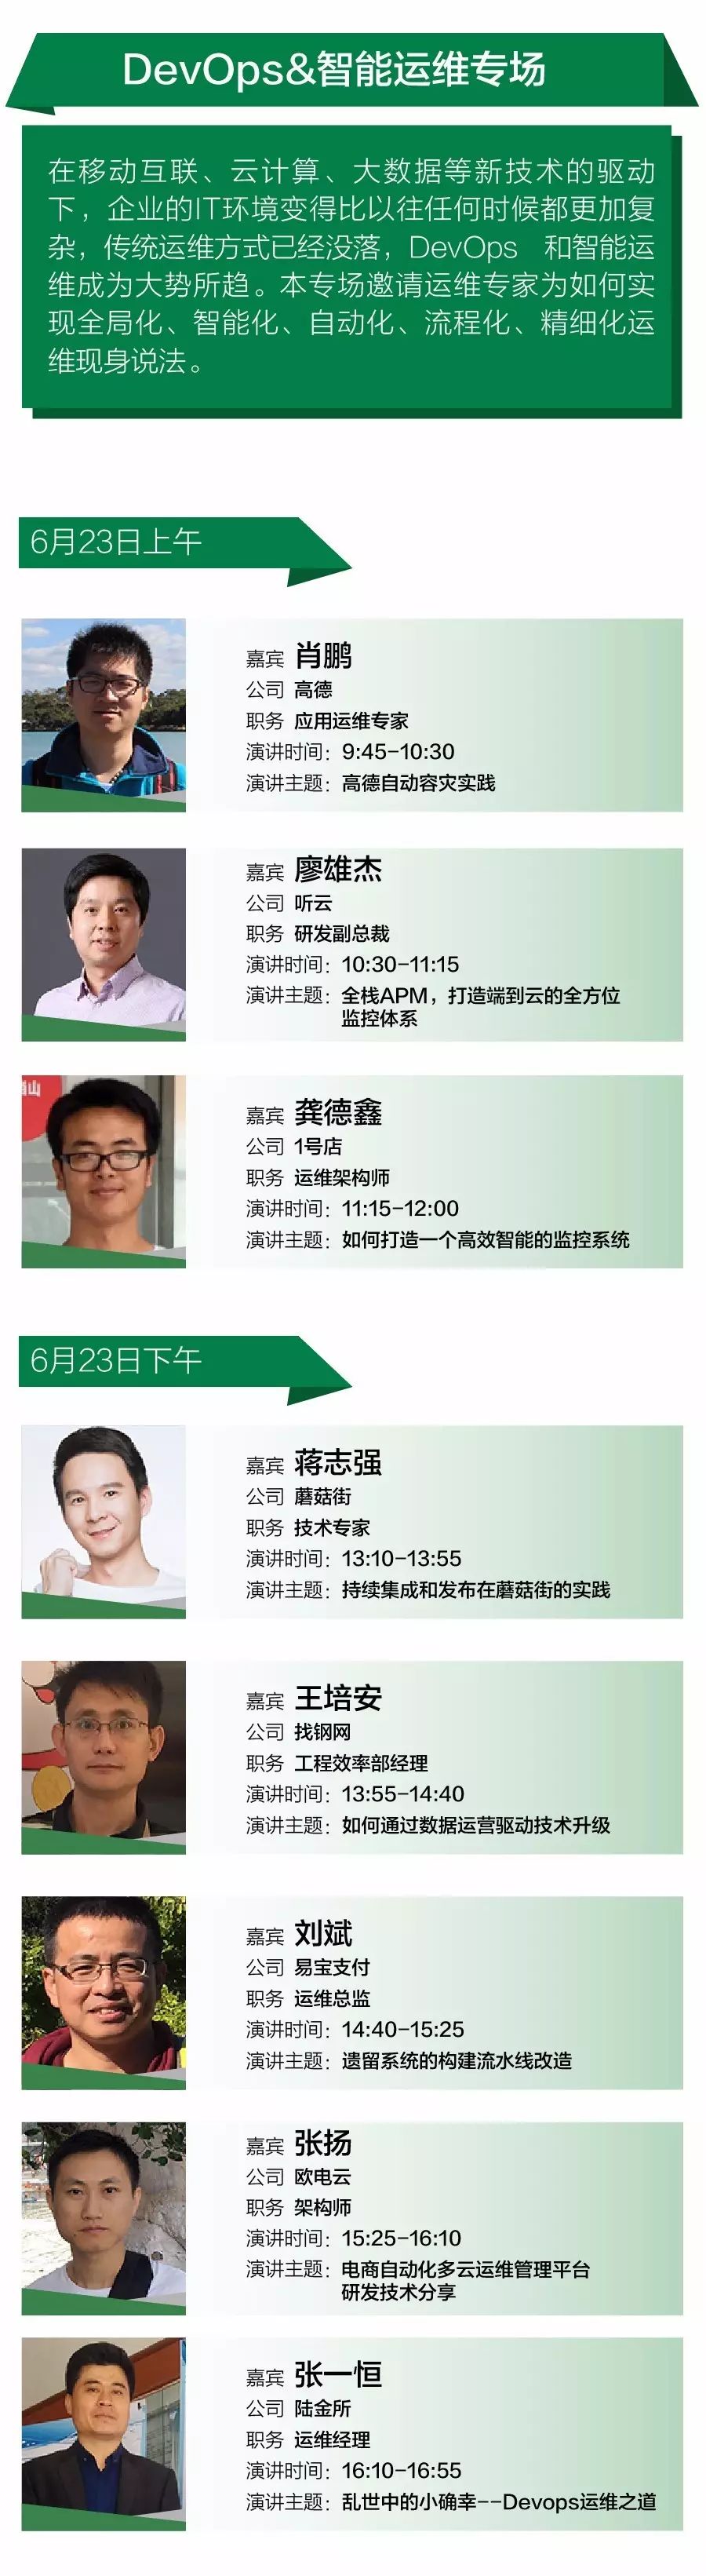 DevOps&智能运维专场
在移动互联、云计算、大数据等新技术的驱动
下，企业的IT环境变得比以往任何时候都更加复
杂，传统运维方式已经没落，DevOps 和智能运
维成为大势所趋。本专场邀请运维专家为如何实
现全局化、智能化、自动化、流程化、精细化运
维现身说法。
6月23日上午
嘉宾 肖鹏
公司 高德
职务 应用运维专家
演讲时间：9:45-10:30
演讲主题：高德自动容灾实践
嘉宾 廖雄杰
公司 听云
职务 研发副总裁
演讲时间：10:30-11:15
演讲主题：全栈APM，打造端到云的全方位
监控体系
嘉宾 龚德鑫
公司 1号店
职务 运维架构师
演讲时间：11:15-12:00
演讲主题：如何打造一个高效智能的监控系统
6月23日下午
嘉宾 蒋志强
公司 蘑菇街
职务 技术专家
演讲时间：13:10-13:55
演讲主题：持续集成和发布在蘑菇街的实践
嘉宾 王培安
公司 找钢网
职务 工程效率部经理
演讲时间：13:55-14:40
演讲主题：如何通过数据运营驱动技术升级
嘉宾 刘斌
公司 易宝支付
职务 运维总监
演讲时间：14:40-15:25
演讲主题：遗留系统的构建流水线改造
嘉宾 张扬
公司 欧电云
职务 架构师
演讲时间：15:25-16:10
演讲主题：电商自动化多云运维管理平台
研发技术分享
嘉宾 张一恒
公司 陆金所
职务 运维经理
演讲时间：16:10-16:55
演讲主题：乱世中的小确幸--Devops运维之道